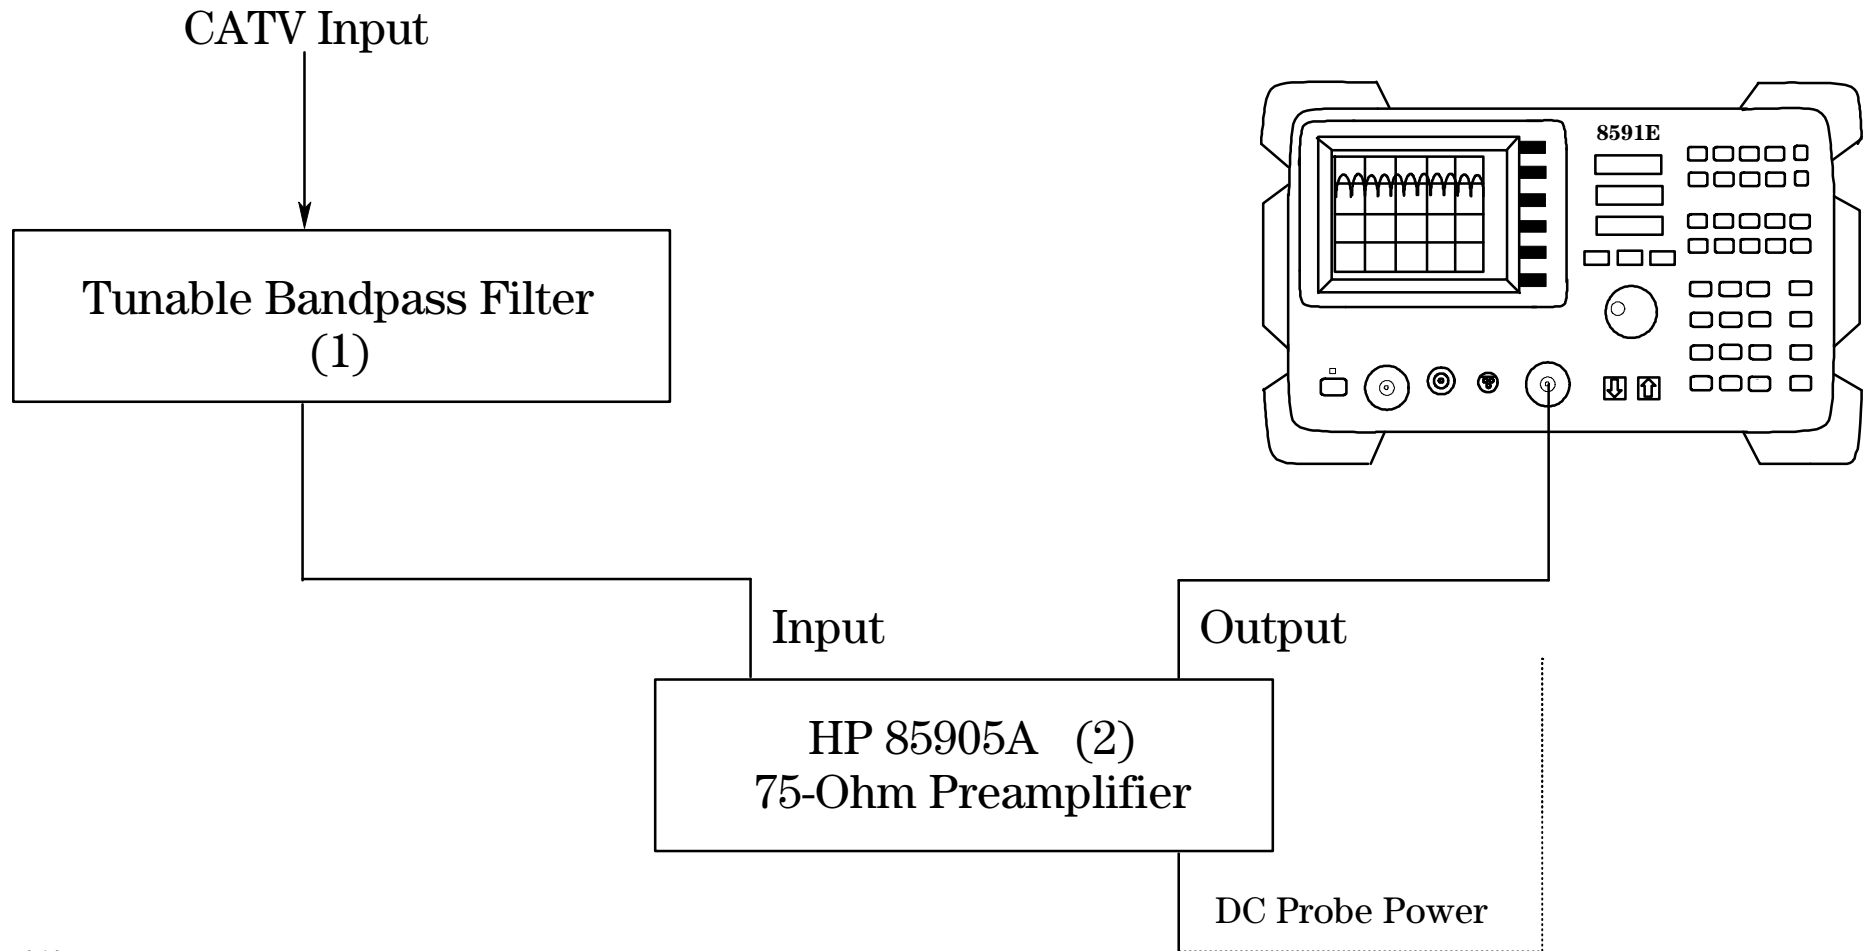 CATV Input
8591E
Tunable Bandpass Filter
(1)
Input
Output
HP 85905A (2)
75-Ohm Preamplifier
DC Probe Power